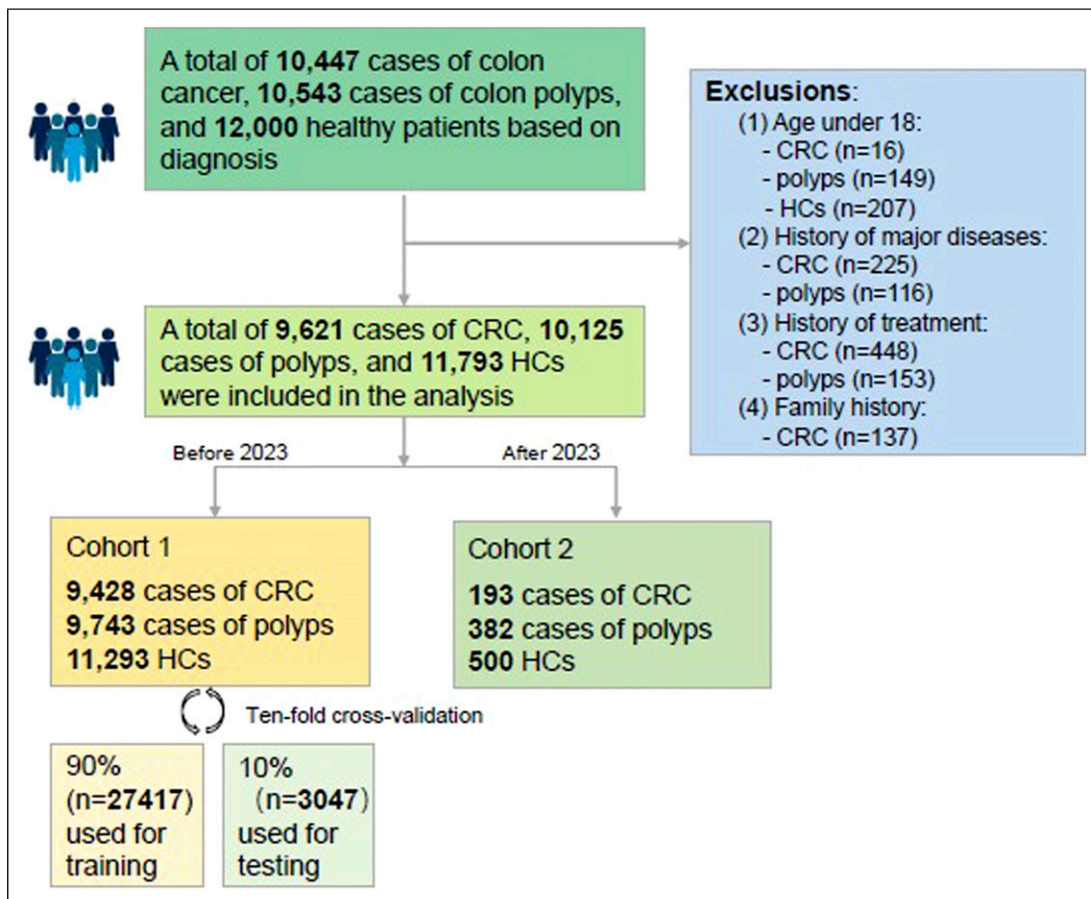 A total of 10,447 cases of colon
cancer, 10,543 cases of colon polyps,
and 12,000 healthy patients based on
diagnosis
Exclusions:
(1) Age under 18:
- CRC (n=16)
- polyps (n=149)
- HCs (n=207)
(2) History of major diseases:
- CRC (n=225)
- polyps (n=116)
(3) History of treatment:
- CRC (n=448)
- polyps (n=153)
(4) Family history:
- CRC (n=137)
A total of 9,621 cases of CRC, 10,125
cases of polyps, and 11,793 HCs
were included in the analysis
Before 2023
After 2023
Cohort 1
9,428 cases of CRC
9,743 cases of polyps
11,293 HCs
Cohort 2
193 cases of CRC
382 cases of polyps
500 HCs
Ten-fold cross-validation
90%
(n=27417)
used for
training
10%
(n=3047)
used for
testing